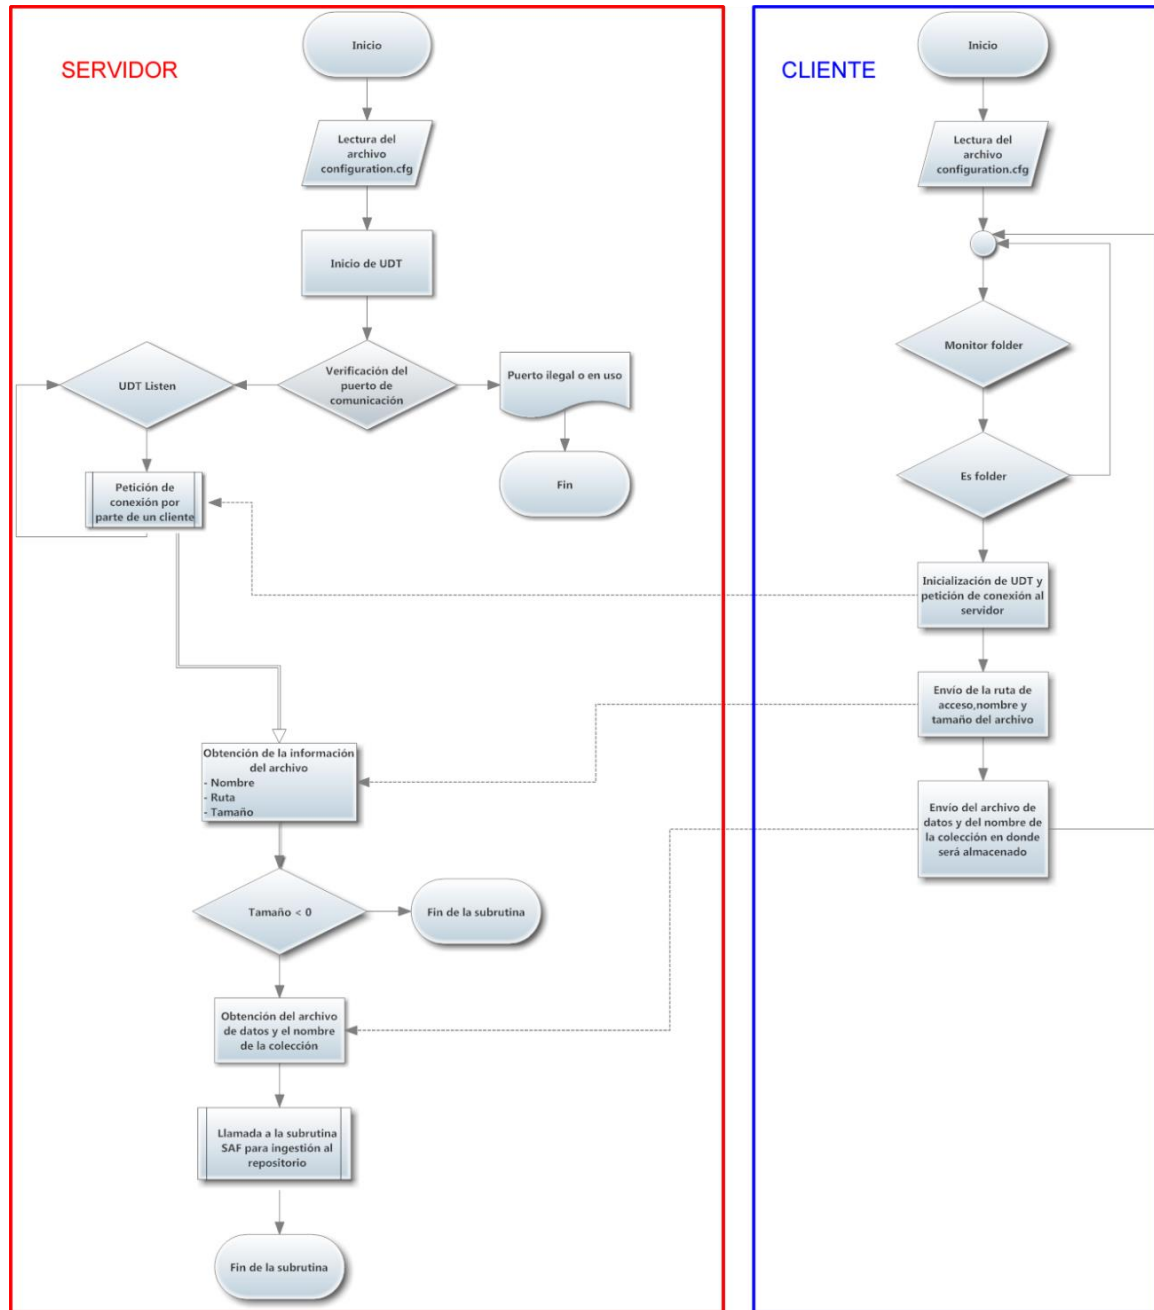 SERVIDOR
Inicio
Lectura del
archivo
configuration.cfg
Inicio de UDT
Verificación del
puerto de
comunicación
UDT Listen
Puerto ilegal o en uso
Fin
Petición de
conexión por
parte de un cliente
Obtención de la información
del archivo
- Nombre
- Ruta
- Tamaño
Tamaño < 0
Fin de la subrutina
Obtención del archivo
de datos y el nombre
de la colección
Llamada a la subrutina
SAF para ingestión al
repositorio
Fin de la subrutina
CLIENTE
Inicio
Lectura del
archivo
configuration.cfg
Monitor folder
Es folder
Inicialización de UDT y
petición de conexión al
servidor
Envío de la ruta de
acceso,nombre y
tamaño del archivo
Envío del archivo de
datos y del nombre de
la colección en donde
será almacenado